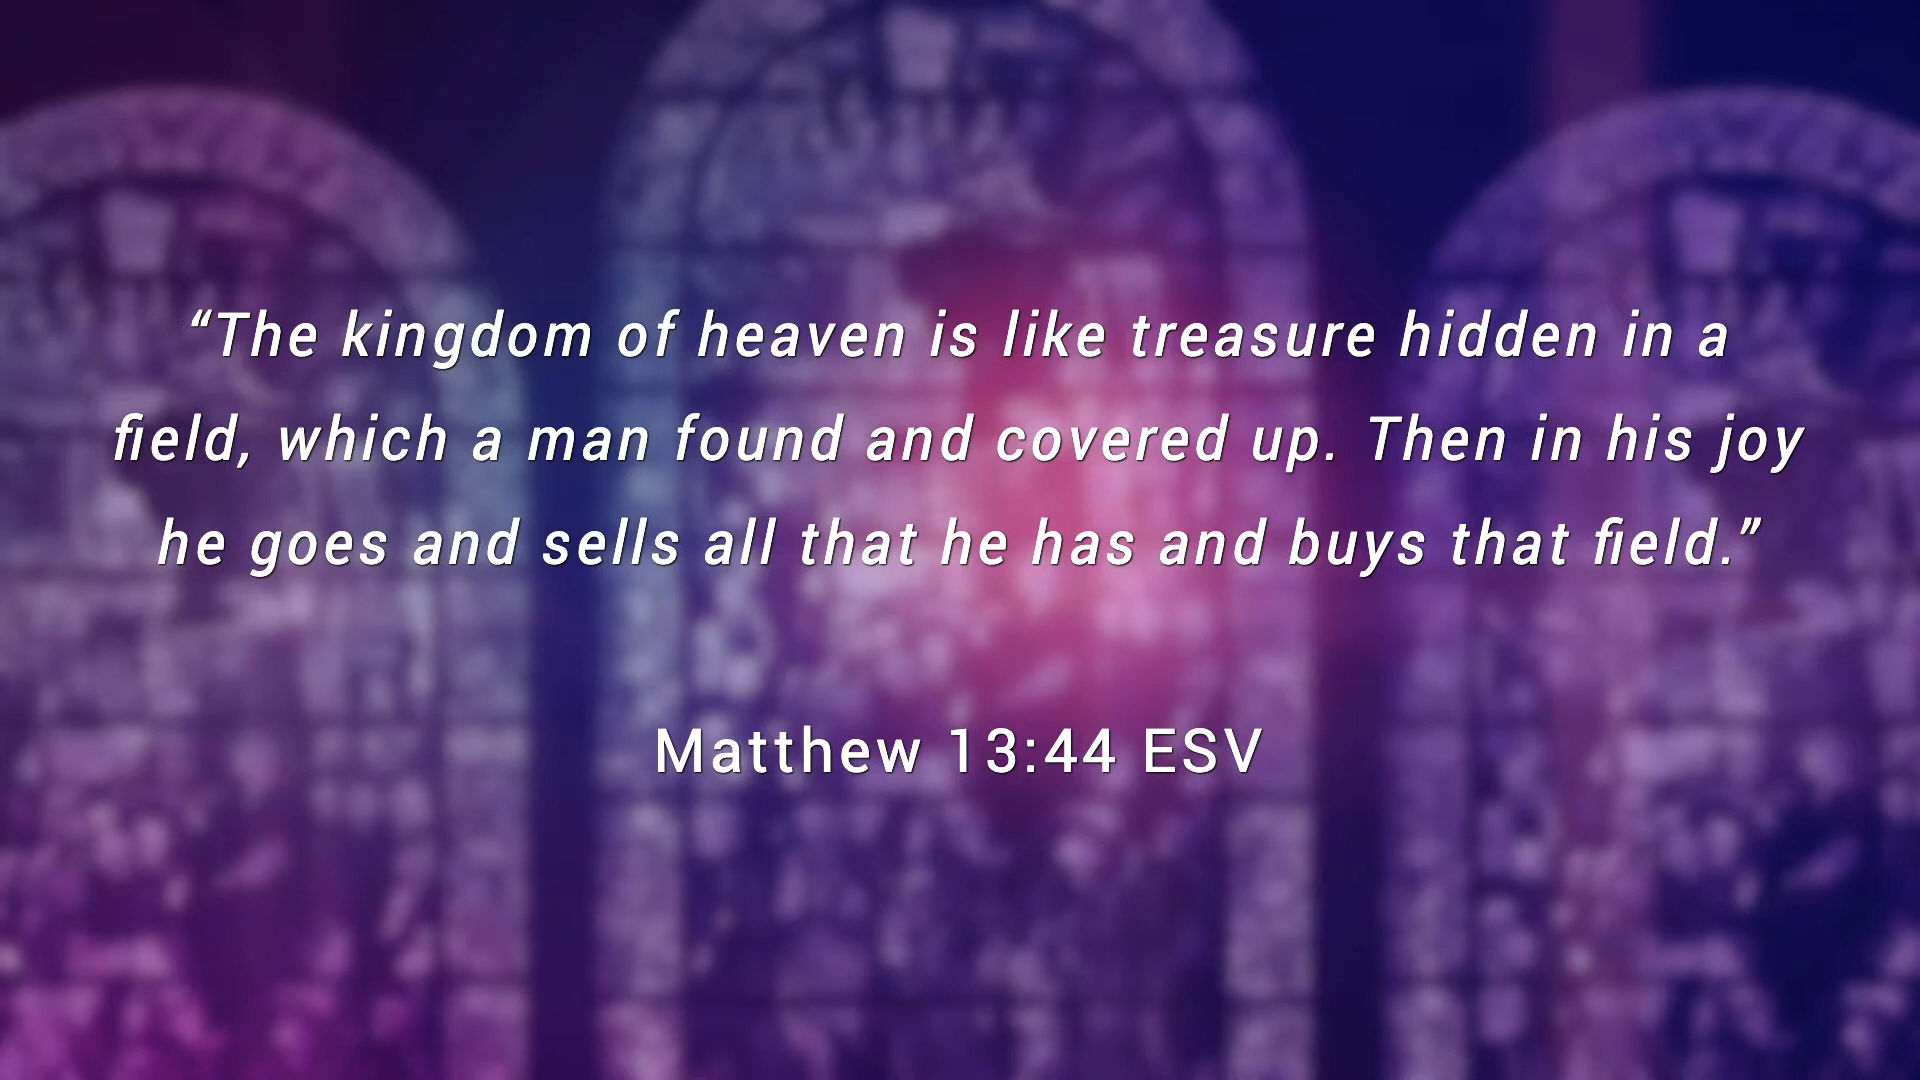 “The kingdom of heaven is like treasure hidden in a
field, which a man found and covered up. Then in his joy
he goes and sells all that he has and buys that field.”
Matthew 13:44 ESV